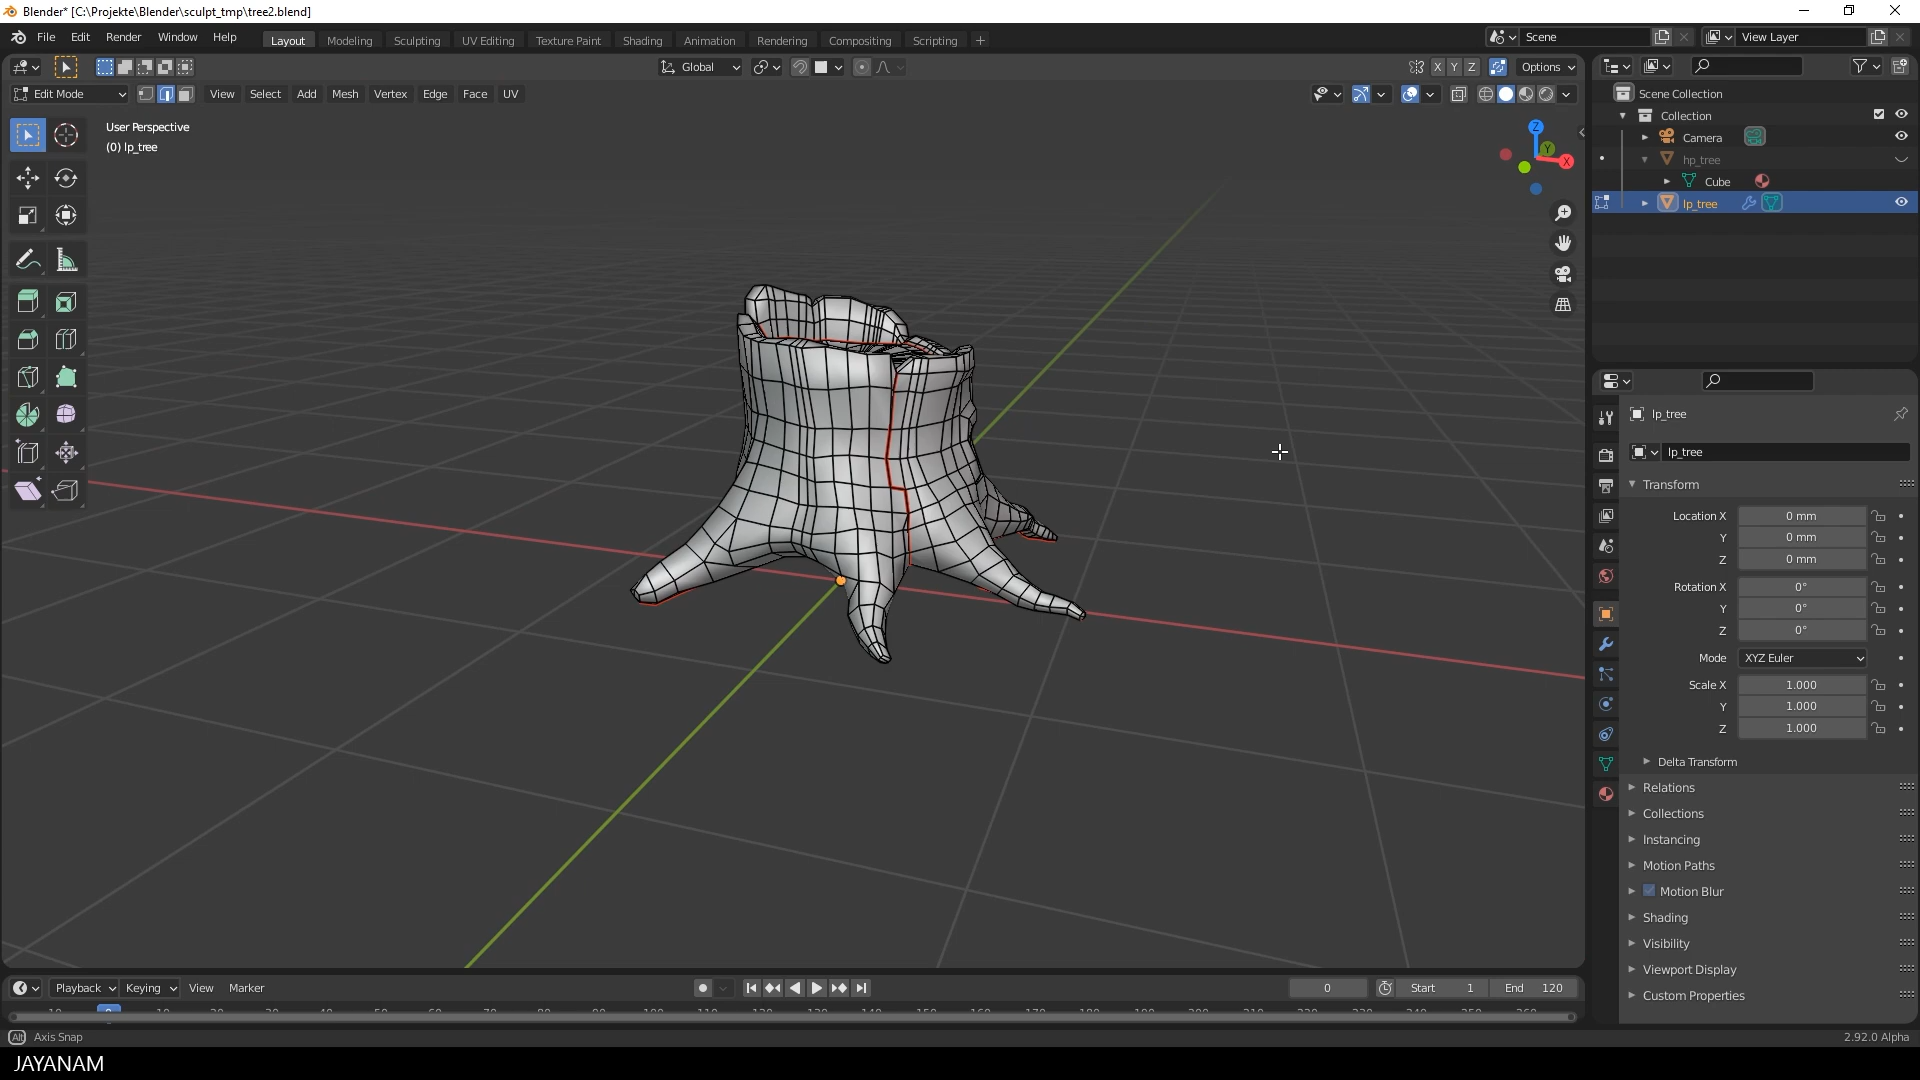 Blender* [C:\Projekte\Blender\sculpt_tmp\tree2.blend]
File Edit Render Window Help
Layout Modeling Sculpting UV Editing Texture Paint Shading Animation Rendering Compositing Scripting +
Scene
View Layer
Global
X Y Z
Options
Edit Mode
View Select Add Mesh Vertex Edge Face UV
User Perspective
(0) lp_tree
Z
Y
X
Scene Collection
Collection
Camera
hp_tree
Cube
lp_tree
lp_tree
lp_tree
Transform
Location X 0 mm
Y 0 mm
Z 0 mm
Rotation X 0°
Y 0°
Z 0°
Mode XYZ Euler
Scale X 1.000
Y 1.000
Z 1.000
Delta Transform
Relations
Collections
Instancing
Motion Paths
Motion Blur
Shading
Visibility
Viewport Display
Custom Properties
Playback Keying View Marker
0
Start 1
End 120
Alt Axis Snap
2.92.0 Alpha
JAYANAM